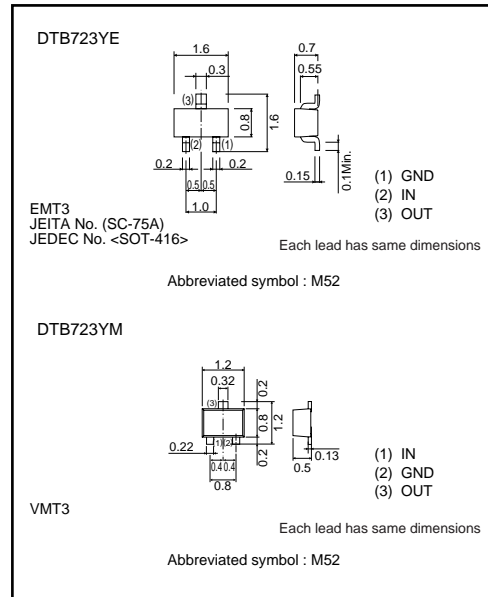 DTB723YE
1.6
0.3
(3)
(2)
(1)
0.8
1.6
0.2
0.2
0.5 0.5
1.0
0.7
0.55
0.15
0.1Min.
(1) GND
(2) IN
(3) OUT
EMT3
JEITA No. (SC-75A)
JEDEC No. <SOT-416>
Each lead has same dimensions
Abbreviated symbol : M52
DTB723YM
1.2
0.32
(3)
(1)(2)
0.2
0.8
1.2
0.2
0.22
0.4 0.4
0.8
0.13
0.5
(1) IN
(2) GND
(3) OUT
VMT3
Each lead has same dimensions
Abbreviated symbol : M52